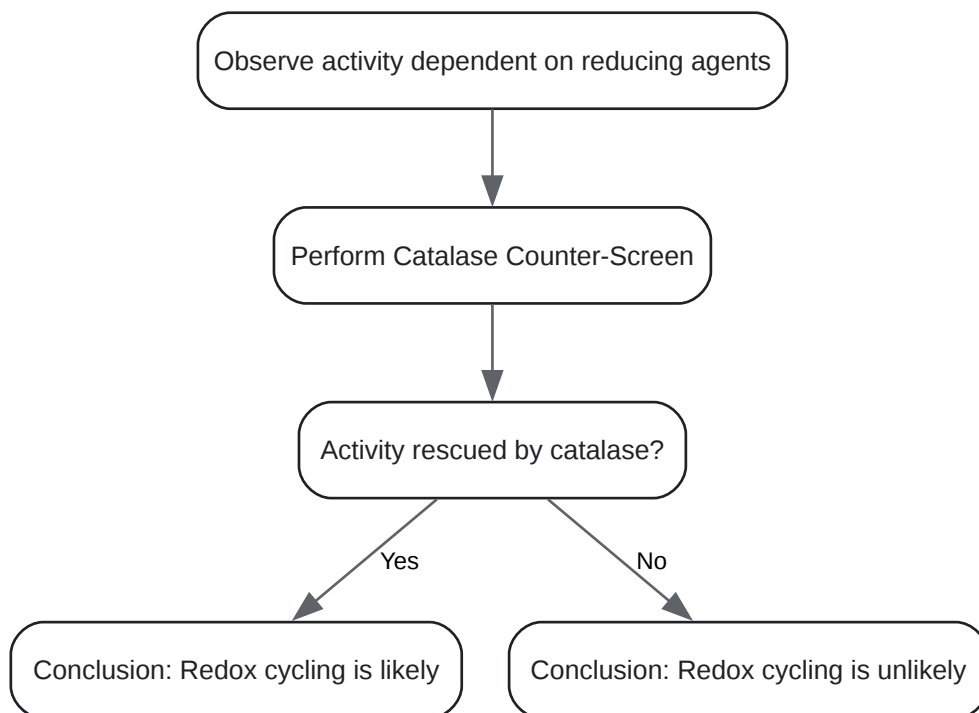 Observe activity dependent on reducing agents
Perform Catalase Counter-Screen
Activity rescued by catalase?
Yes
No
Conclusion: Redox cycling is likely
Conclusion: Redox cycling is unlikely